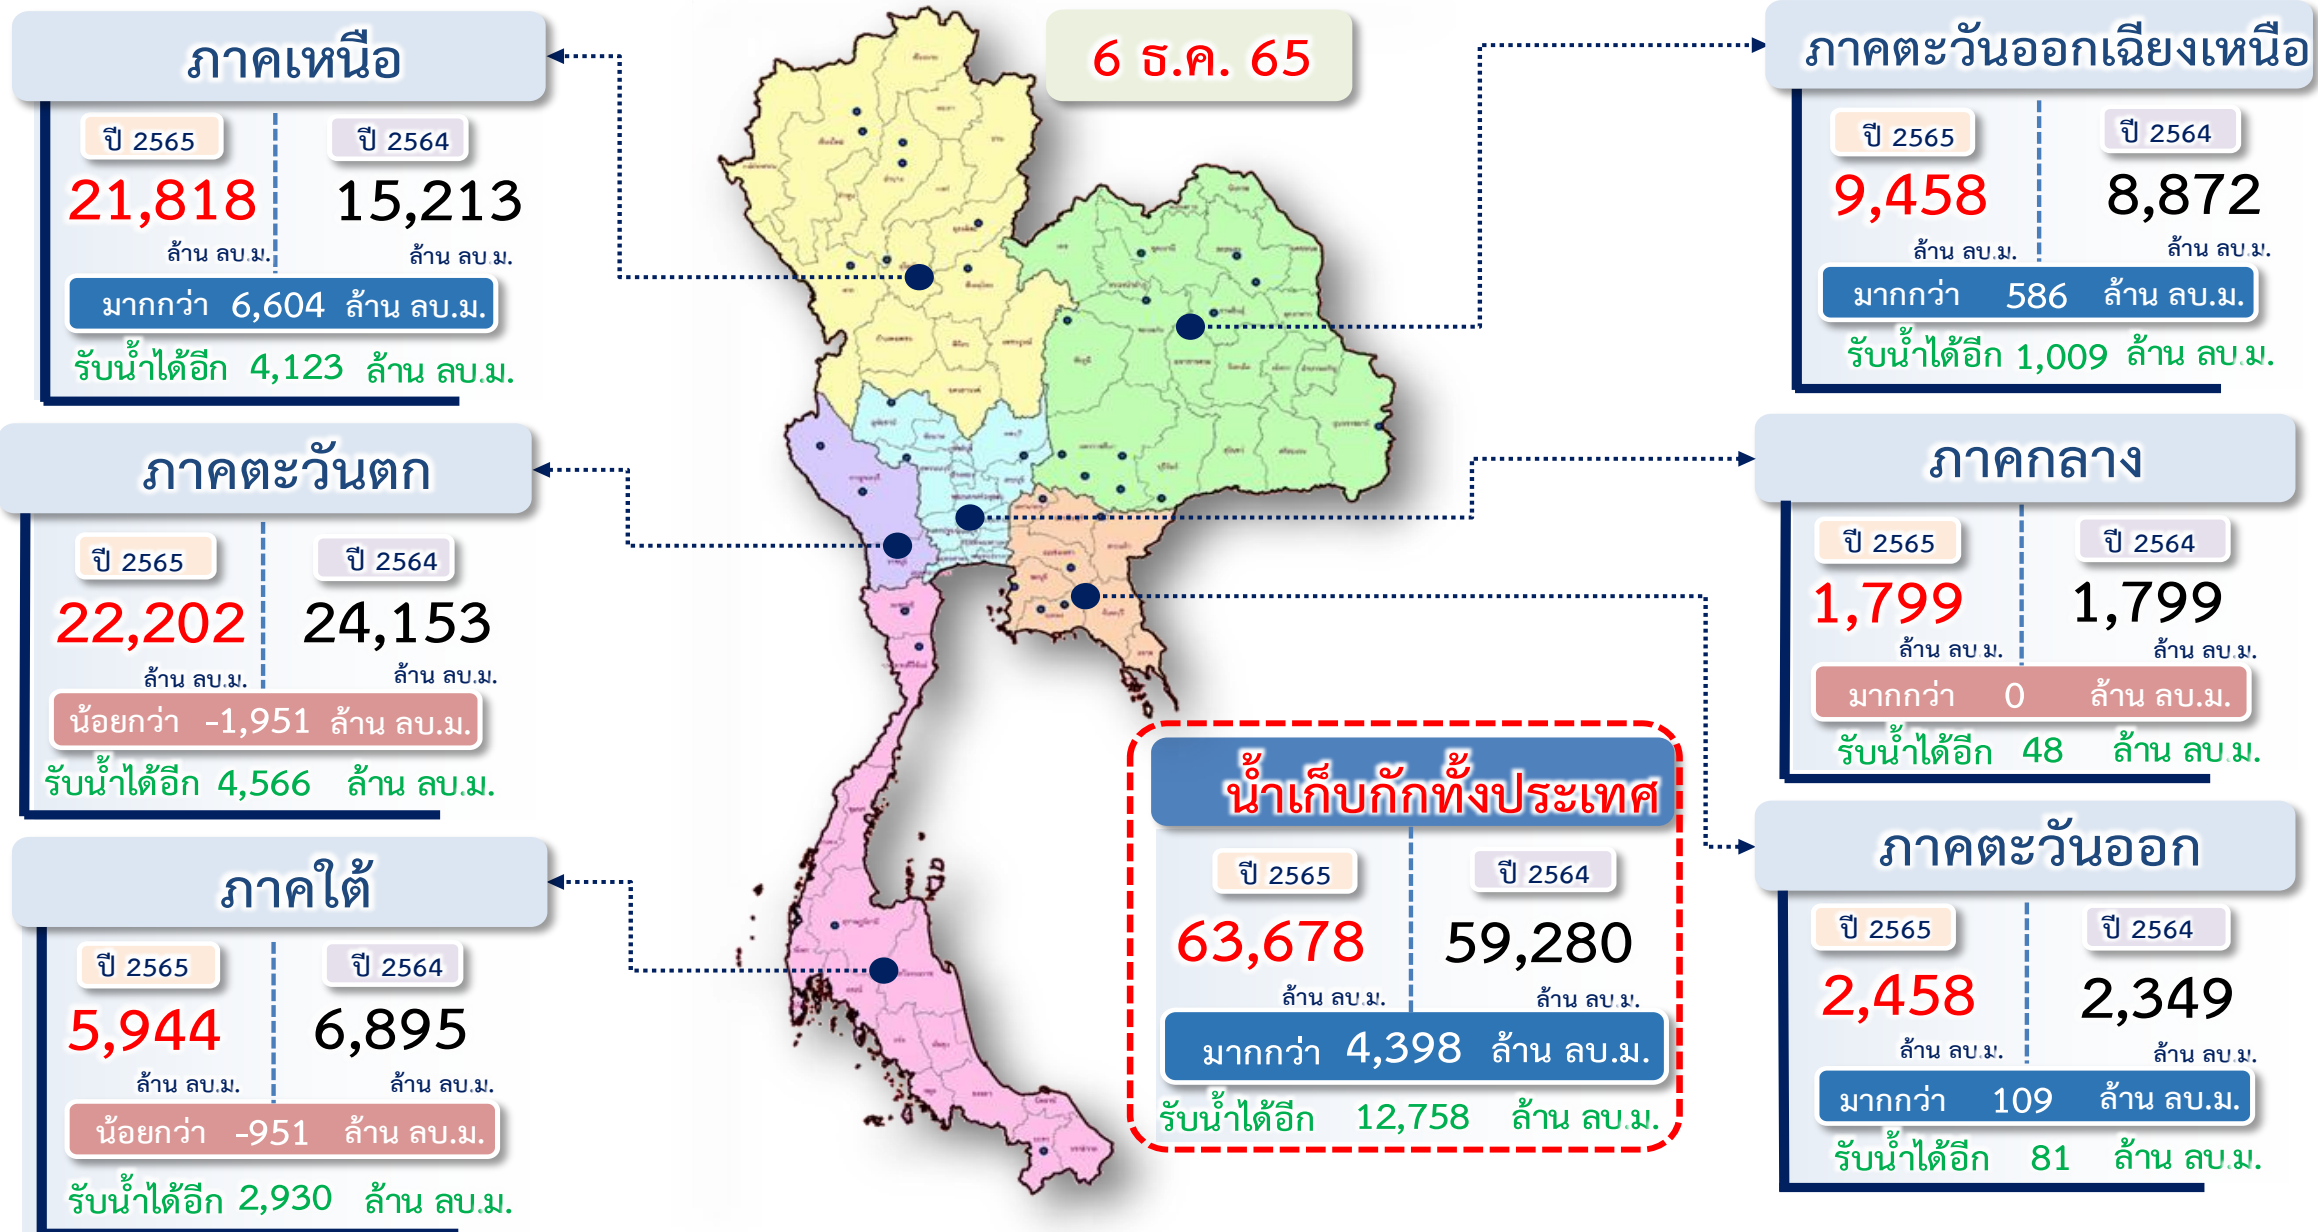 6 ธ.ค. 65
ภาคเหนือ
ปี 2565 ปี 2564
21,818 15,213
ล้าน ลบ.ม. ล้าน ลบ.ม.
มากกว่า 6,604 ล้าน ลบ.ม.
รับน้ำได้อีก 4,123 ล้าน ลบ.ม.
ภาคตะวันตก
ปี 2565 ปี 2564
22,202 24,153
ล้าน ลบ.ม. ล้าน ลบ.ม.
น้อยกว่า -1,951 ล้าน ลบ.ม.
รับน้ำได้อีก 4,566 ล้าน ลบ.ม.
ภาคใต้
ปี 2565 ปี 2564
5,944 6,895
ล้าน ลบ.ม. ล้าน ลบ.ม.
น้อยกว่า -951 ล้าน ลบ.ม.
รับน้ำได้อีก 2,930 ล้าน ลบ.ม.
ภาคตะวันออกเฉียงเหนือ
ปี 2565 ปี 2564
9,458 8,872
ล้าน ลบ.ม. ล้าน ลบ.ม.
มากกว่า 586 ล้าน ลบ.ม.
รับน้ำได้อีก 1,009 ล้าน ลบ.ม.
ภาคกลาง
ปี 2565 ปี 2564
1,799 1,799
ล้าน ลบ.ม. ล้าน ลบ.ม.
มากกว่า 0 ล้าน ลบ.ม.
รับน้ำได้อีก 48 ล้าน ลบ.ม.
ภาคตะวันออก
ปี 2565 ปี 2564
2,458 2,349
ล้าน ลบ.ม. ล้าน ลบ.ม.
มากกว่า 109 ล้าน ลบ.ม.
รับน้ำได้อีก 81 ล้าน ลบ.ม.
น้ำเก็บกักทั้งประเทศ
ปี 2565 ปี 2564
63,678 59,280
ล้าน ลบ.ม. ล้าน ลบ.ม.
มากกว่า 4,398 ล้าน ลบ.ม.
รับน้ำได้อีก 12,758 ล้าน ลบ.ม.